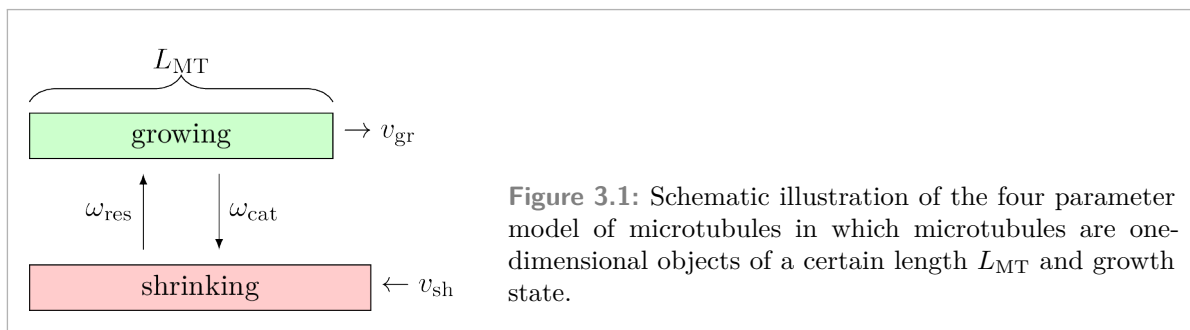 L_MT
growing → v_gr
ω_res ω_cat
shrinking ← v_sh
Figure 3.1: Schematic illustration of the four parameter
model of microtubules in which microtubules are one-
dimensional objects of a certain length L_MT and growth
state.